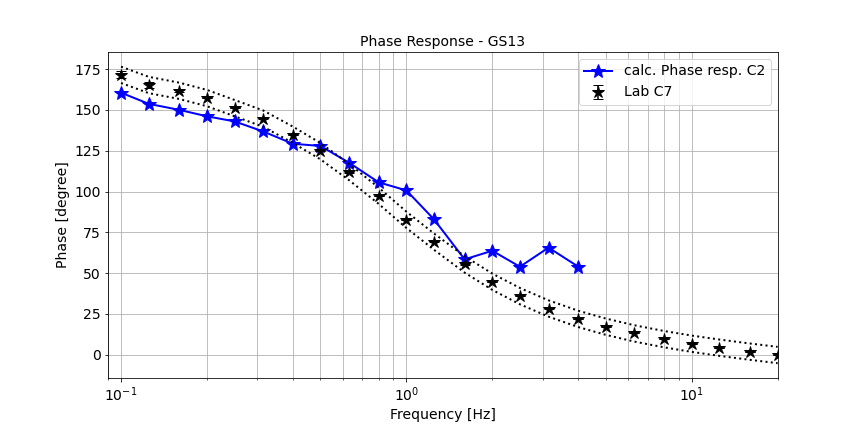 Phase Response - GS13
calc. Phase resp. C2
Lab C7
Phase [degree]
175
150
125
100
75
50
25
0
10⁻¹
10⁰
10¹
Frequency [Hz]